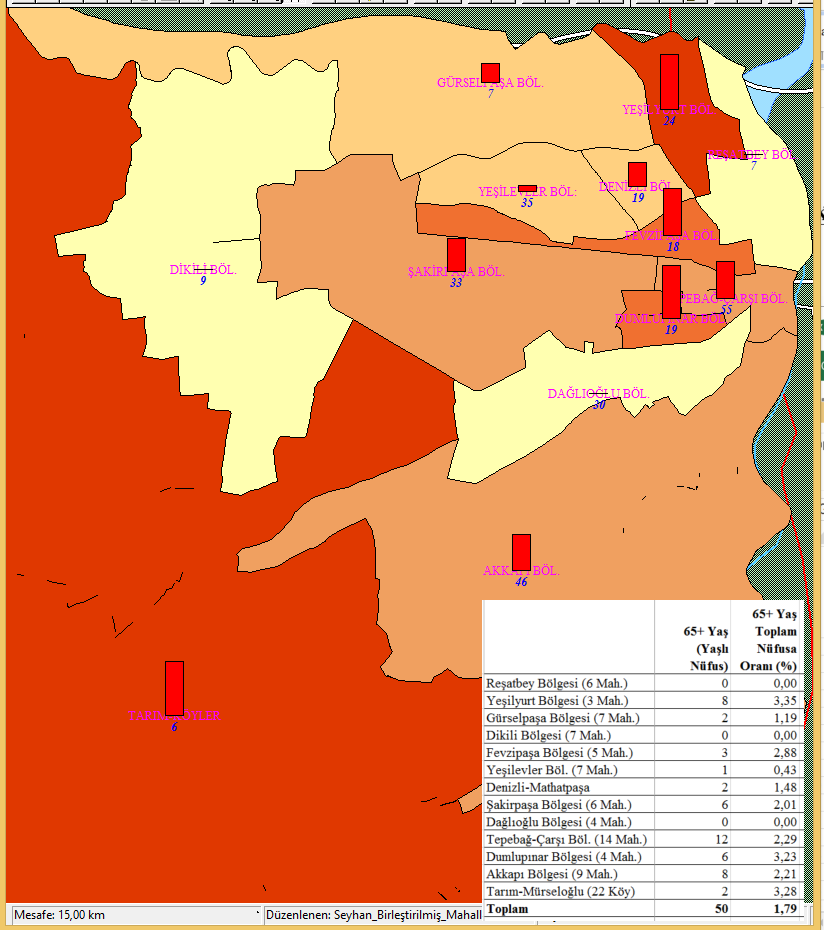 GÜRSELPAŞA BÖL.
7
24
REŞATBEY BÖL.
7
YEŞİLEVLER BÖL:
35
19
18
DİKİLİ BÖL.
9
ŞAKİRPAŞA BÖL.
33
55
19
DAĞLIOĞLU BÖL.
30
AKKAPI BÖL.
46
6
65+ Yaş (Yaşlı Nüfus) 65+ Yaş Toplam Nüfusa Oranı (%)
Reşatbey Bölgesi (6 Mah.) 0 0,00
Yeşilyurt Bölgesi (3 Mah.) 8 3,35
Gürselpaşa Bölgesi (7 Mah.) 2 1,19
Dikili Bölgesi (7 Mah.) 0 0,00
Fevzipaşa Bölgesi (5 Mah.) 3 2,88
Yeşilevler Böl. (7 Mah.) 1 0,43
Denizli-Mathatpaşa 2 1,48
Şakirpaşa Bölgesi (6 Mah.) 6 2,01
Dağlıoğlu Bölgesi (4 Mah.) 0 0,00
Tepebağ-Çarşı Böl. (14 Mah.) 12 2,29
Dumlupınar Bölgesi (4 Mah.) 6 3,23
Akkapı Bölgesi (9 Mah.) 8 2,21
Tarım-Mürseloğlu (22 Köy) 2 3,28
Toplam 50 1,79
Mesafe: 15,00 km
Düzenlenen: Seyhan_Birleştirilmiş_Mahall